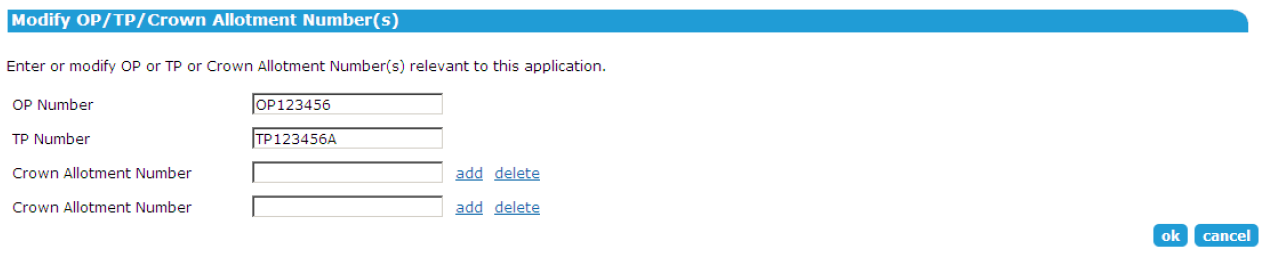 Modify OP/TP/Crown Allotment Number(s)
Enter or modify OP or TP or Crown Allotment Number(s) relevant to this application.
OP Number OP123456
TP Number TP123456A
Crown Allotment Number add delete
Crown Allotment Number add delete
ok cancel